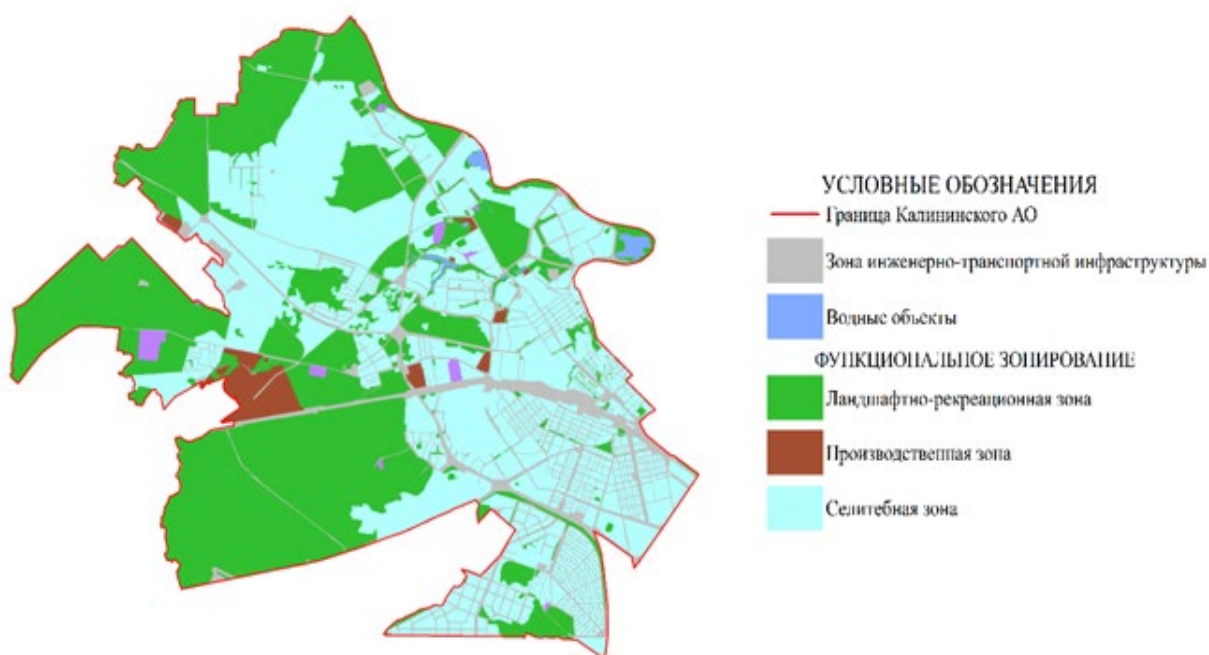 УСЛОВНЫЕ ОБОЗНАЧЕНИЯ
Граница Калининского АО
Зона инженерно-транспортной инфраструктуры
Водные объекты
ФУНКЦИОНАЛЬНОЕ ЗОНИРОВАНИЕ
Ландшафтно-рекреационная зона
Производственная зона
Селитебная зона